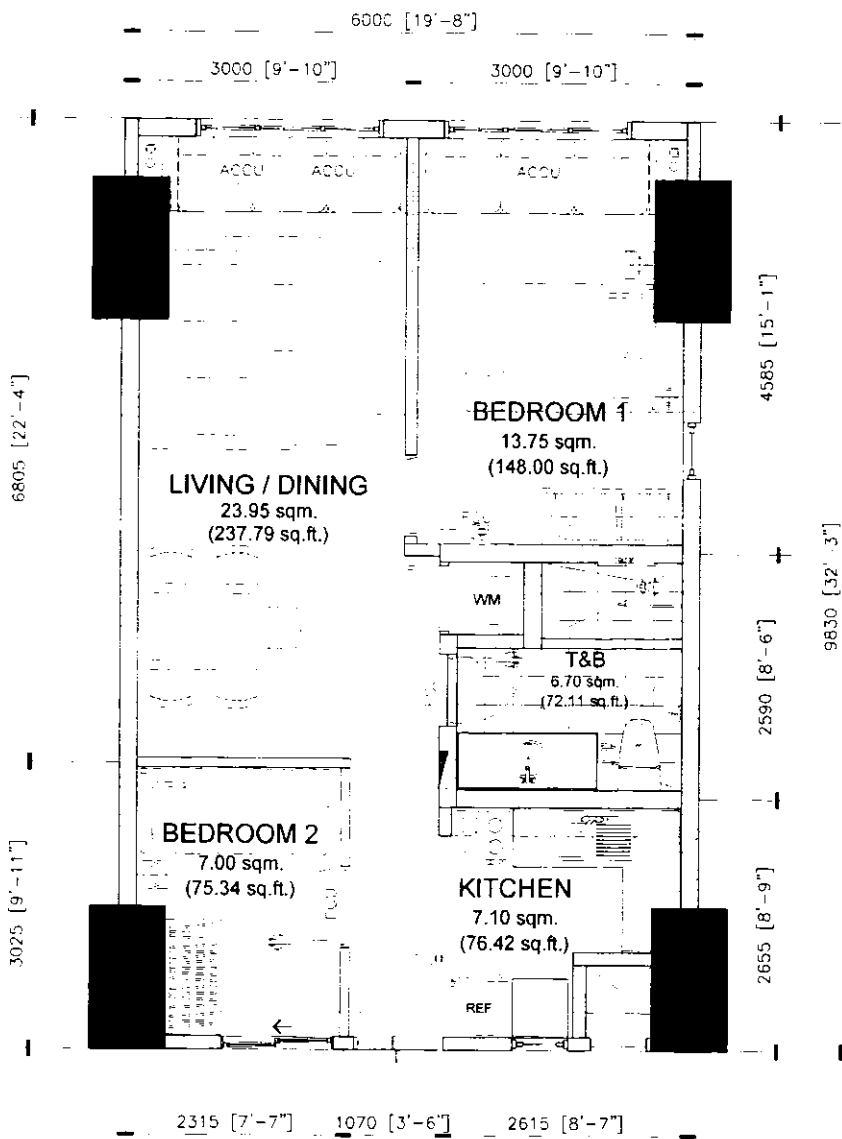 6000 [19'-8"]
3000 [9'-10"]
3000 [9'-10"]
ACCU
ACCU
ACCU
4585 [15'-1"]
6805 [22'-4"]
BEDROOM 1
13.75 sqm.
(148.00 sq.ft.)
LIVING / DINING
23.95 sqm.
(237.79 sq.ft.)
WM
9830 [32'-3"]
2590 [8'-6"]
T&B
6.70 sqm.
(72.11 sq.ft.)
BEDROOM 2
7.00 sqm.
(75.34 sq.ft.)
FCU
3025 [9'-11"]
KITCHEN
7.10 sqm.
(76.42 sq.ft.)
2655 [8'-9"]
REF
2315 [7'-7"]
1070 [3'-6"]
2615 [8'-7"]